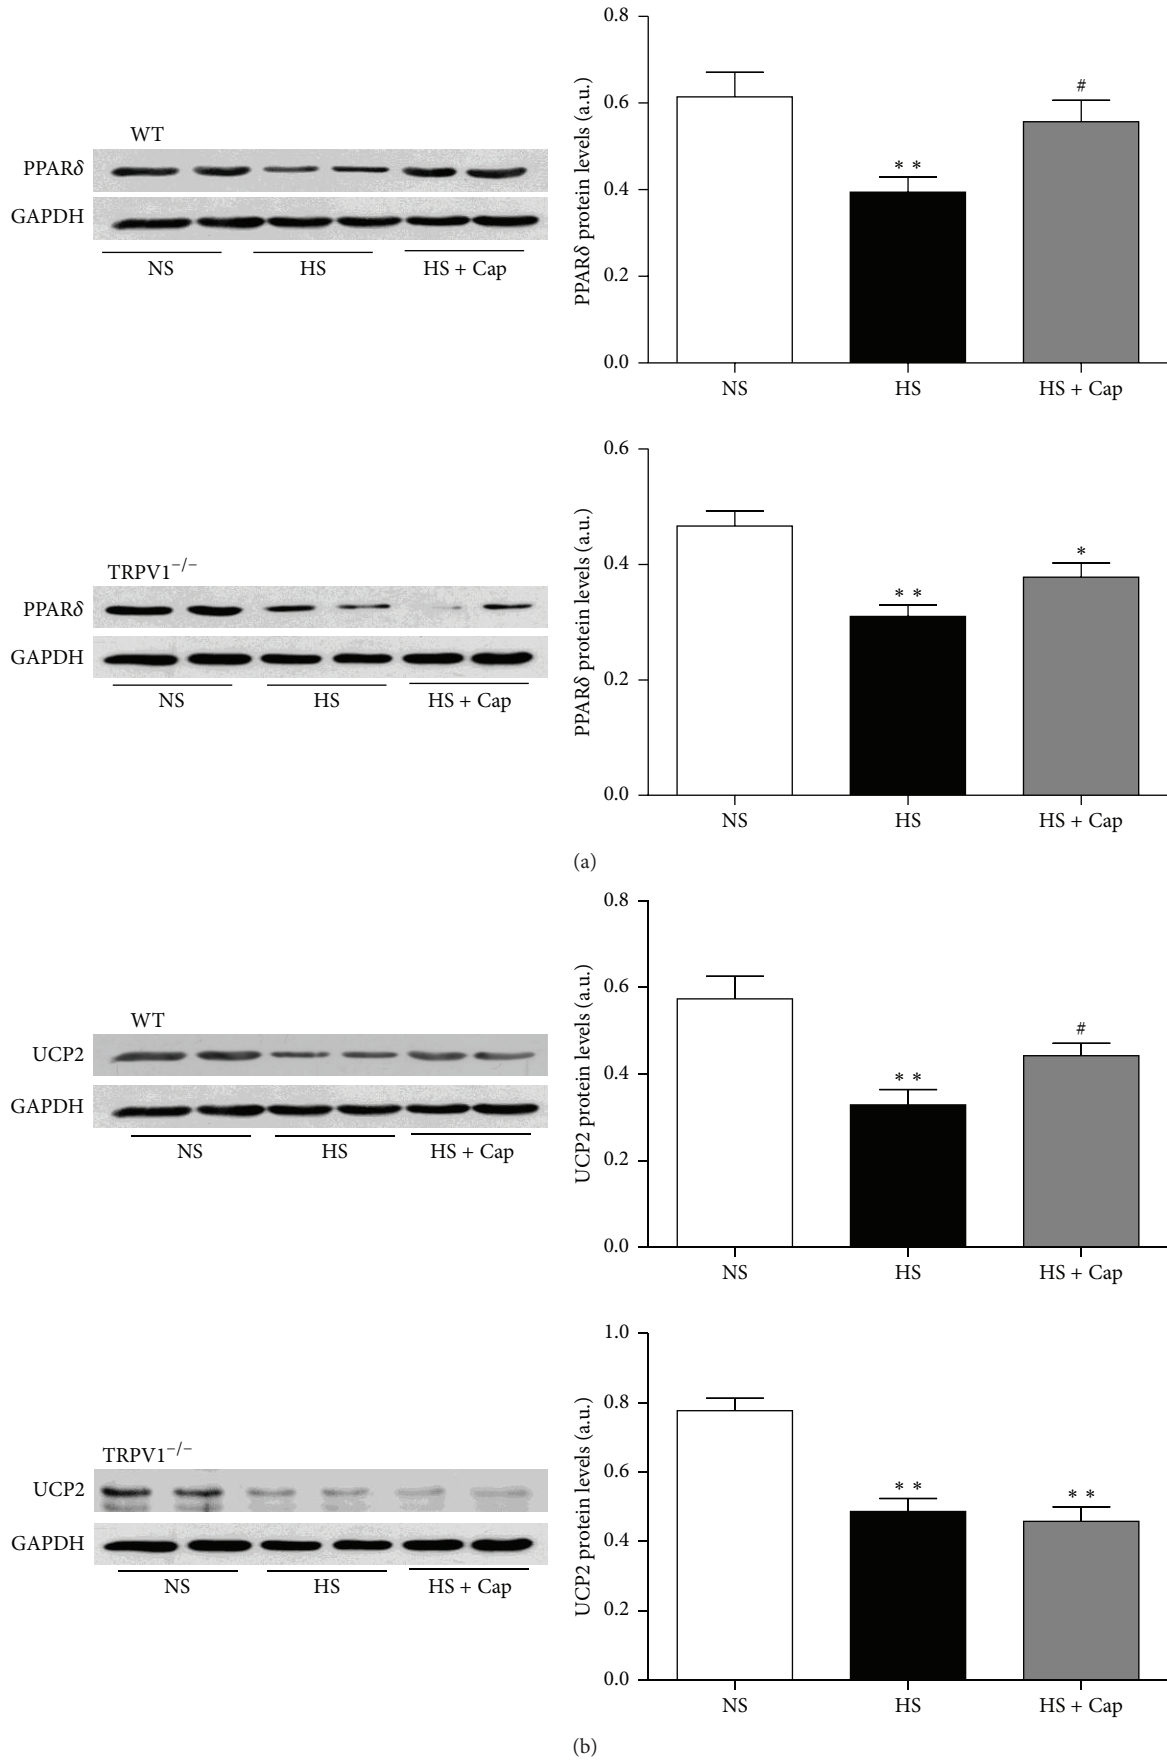 WT
PPARδ
GAPDH
NS HS HS + Cap
PPARδ protein levels (a.u.)
0.8
0.6
0.4
0.2
0.0
#
* *
NS HS HS + Cap
TRPV1−/−
PPARδ
GAPDH
NS HS HS + Cap
PPARδ protein levels (a.u.)
0.6
0.4
0.2
0.0
* *
*
NS HS HS + Cap
(a)
WT
UCP2
GAPDH
NS HS HS + Cap
UCP2 protein levels (a.u.)
0.8
0.6
0.4
0.2
0.0
* *
#
NS HS HS + Cap
TRPV1−/−
UCP2
GAPDH
NS HS HS + Cap
UCP2 protein levels (a.u.)
1.0
0.8
0.6
0.4
0.2
0.0
* * * *
NS HS HS + Cap
(b)